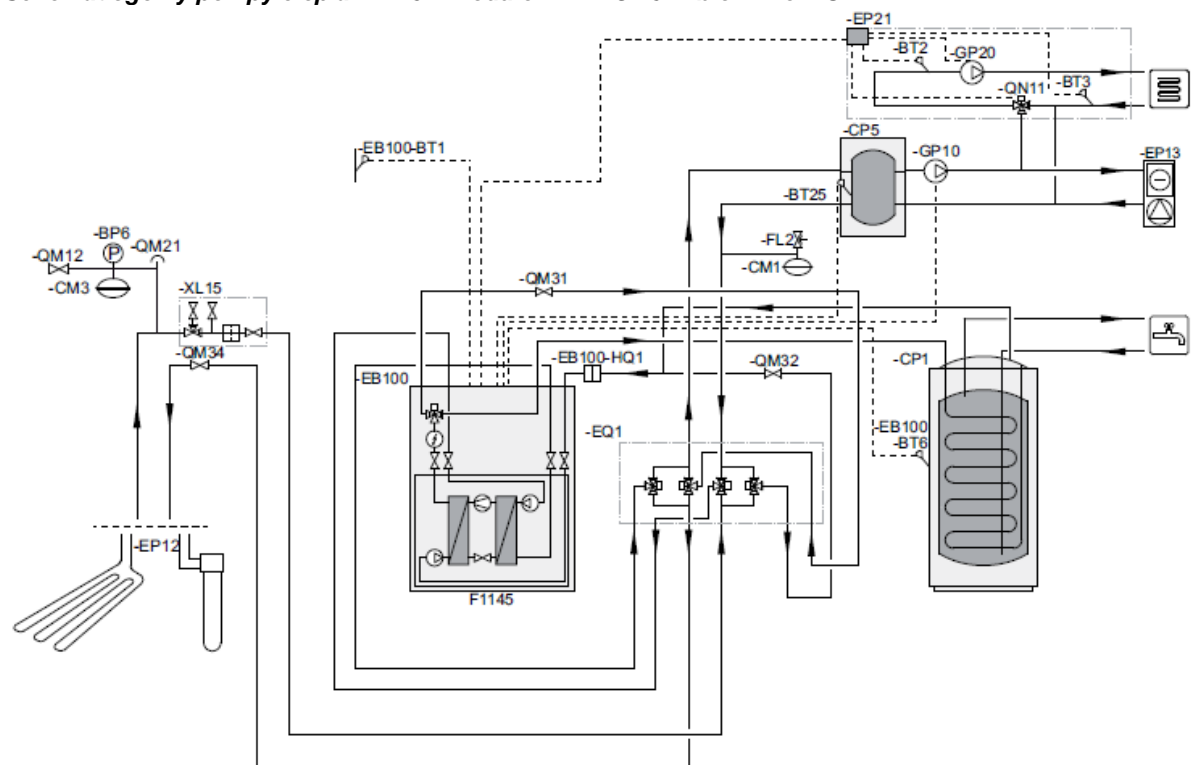 -EP21
-BT2
-GP20
-QN11
-BT3
-CP5
-GP10
-EP13
-EB100-BT1
-BT25
-BP6
P
-QM21
-QM12
-CM3
-XL15
-FL2
-CM1
-QM31
-QM34
-EB100-HQ1
-QM32
-EB100
-CP1
-EQ1
-EB100
-BT6
-EP12
F1145